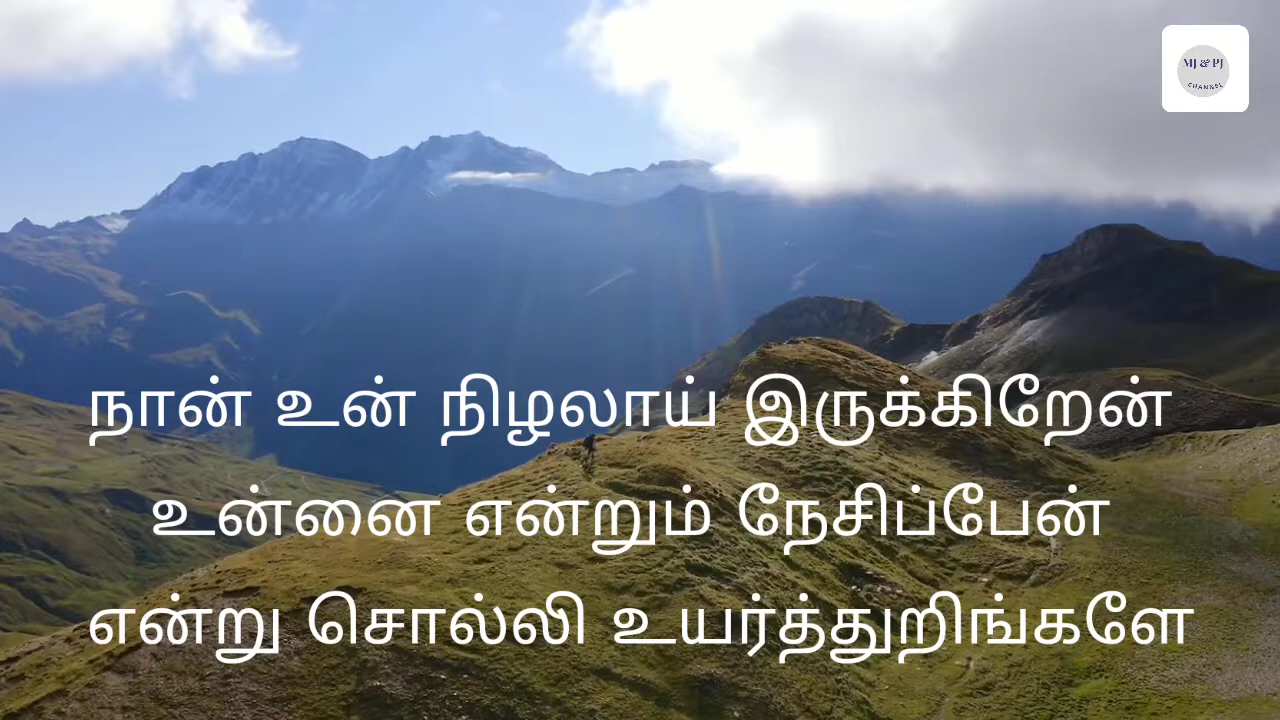 MJ & PJ
CHANNEL
நான் உன் நிழலாய் இருக்கிறேன்
உன்னை என்றும் நேசிப்பேன்
என்று சொல்லி உயர்த்துறிங்களே